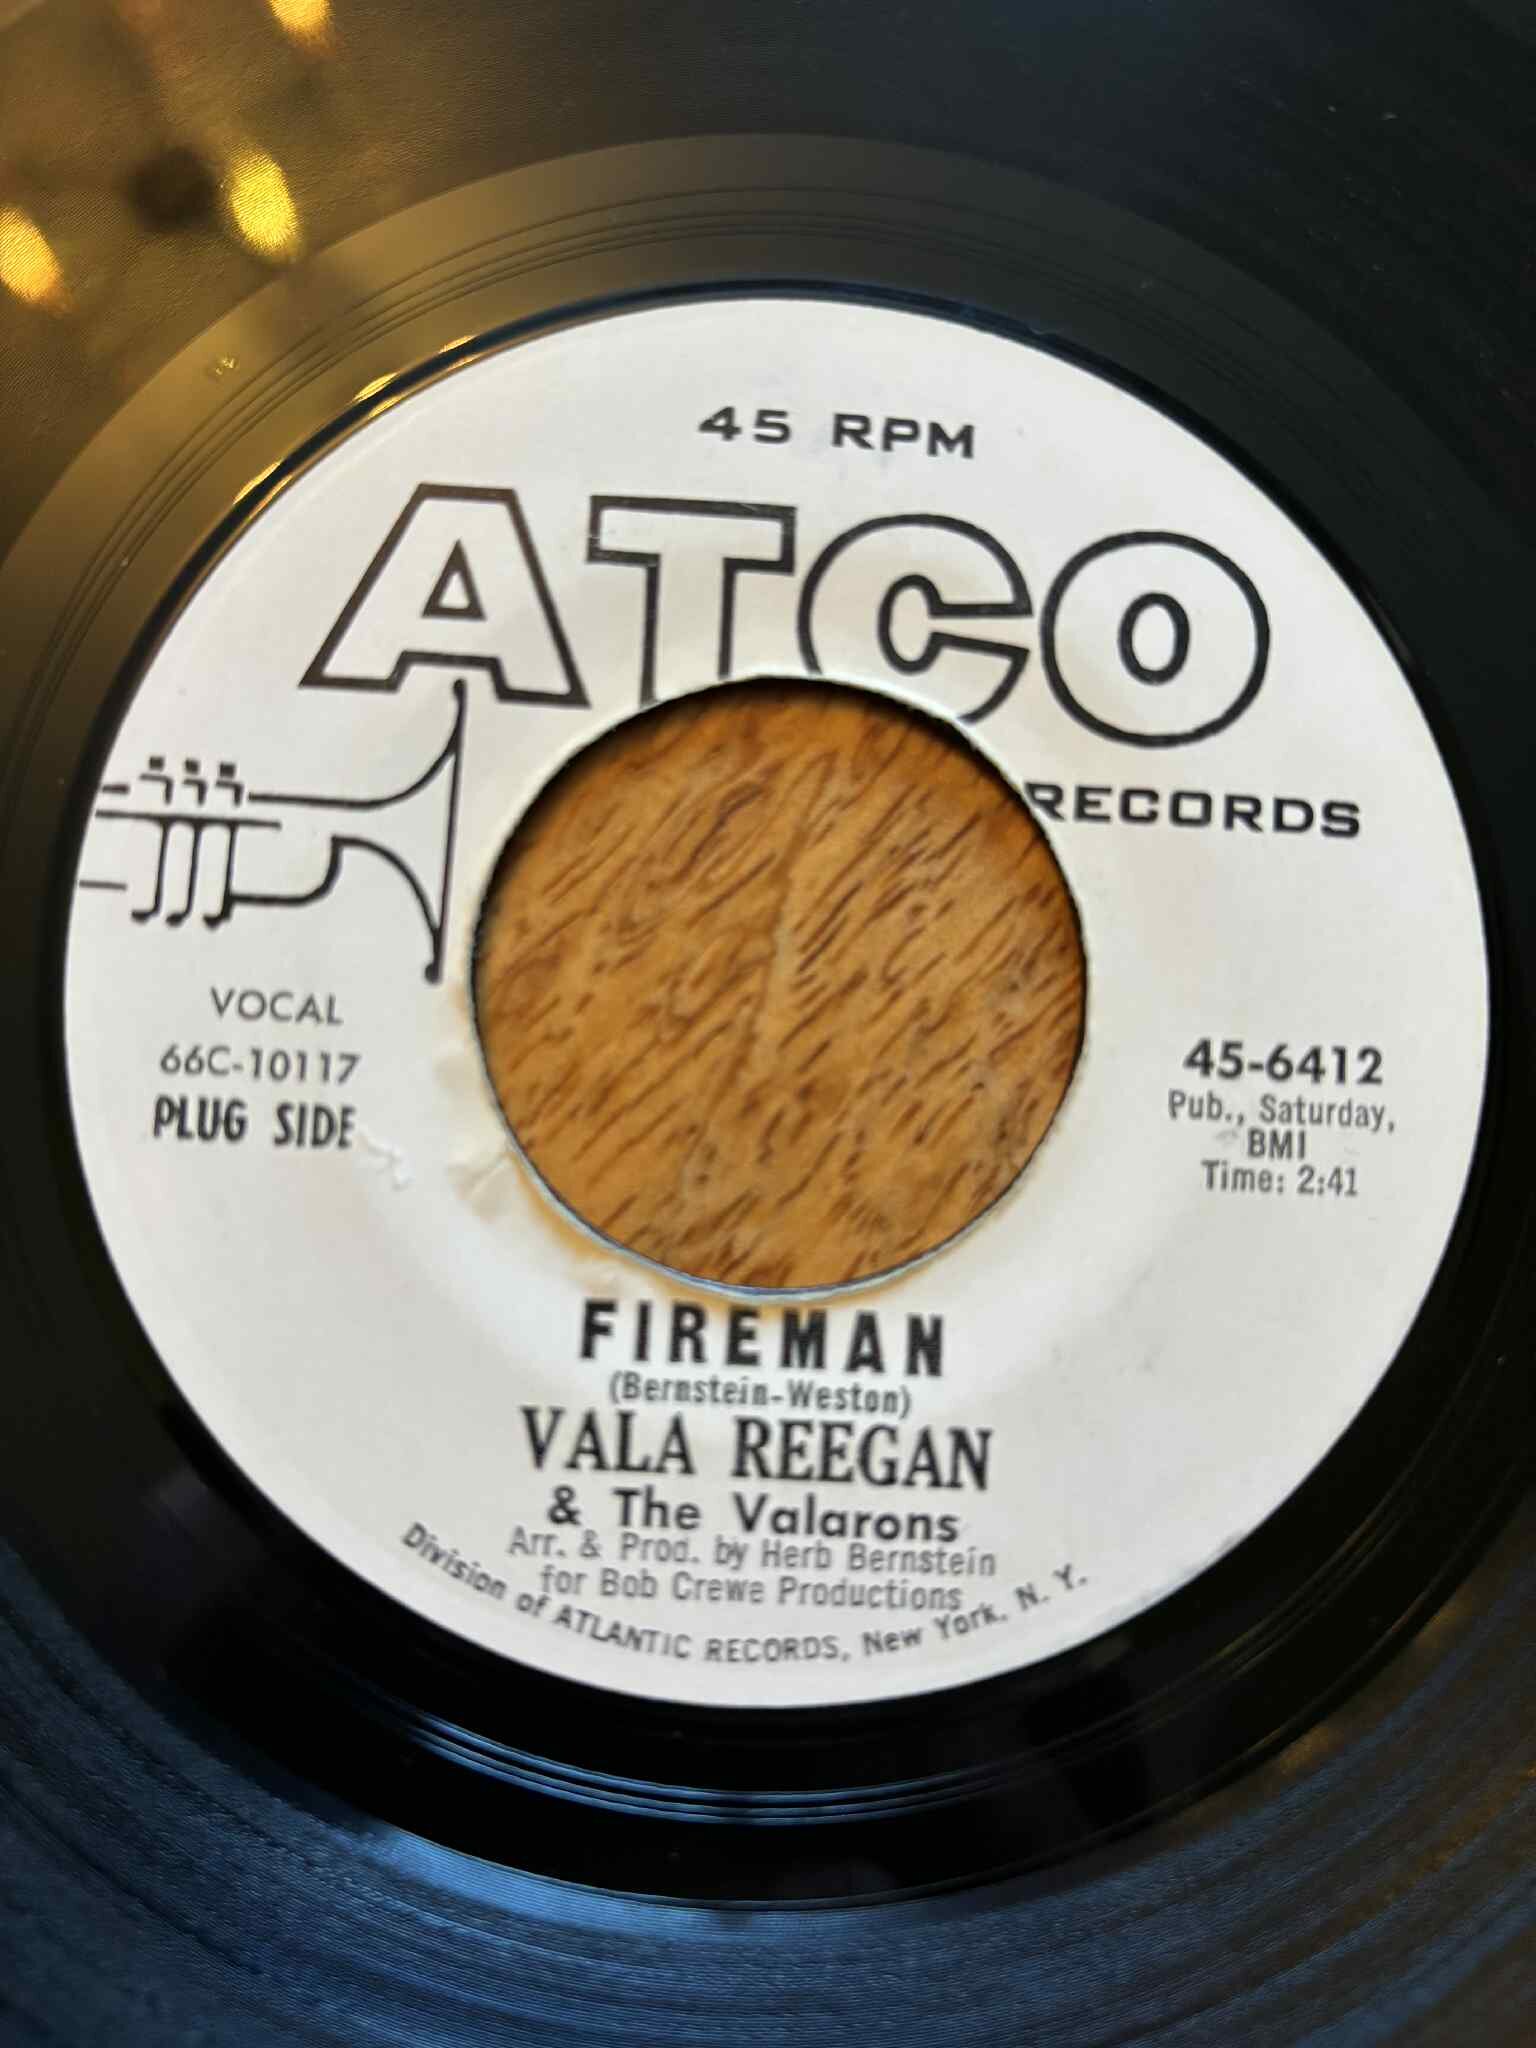 45 RPM
ATCO
RECORDS
VOCAL
66C-10117
PLUG SIDE
45-6412
Pub., Saturday,
BMI
Time: 2:41
FIREMAN
(Bernstein-Weston)
VALA REEGAN
& The Valarons
Arr. & Prod. by Herb Bernstein
for Bob Crewe Productions
Division of ATLANTIC RECORDS, New York, N. Y.